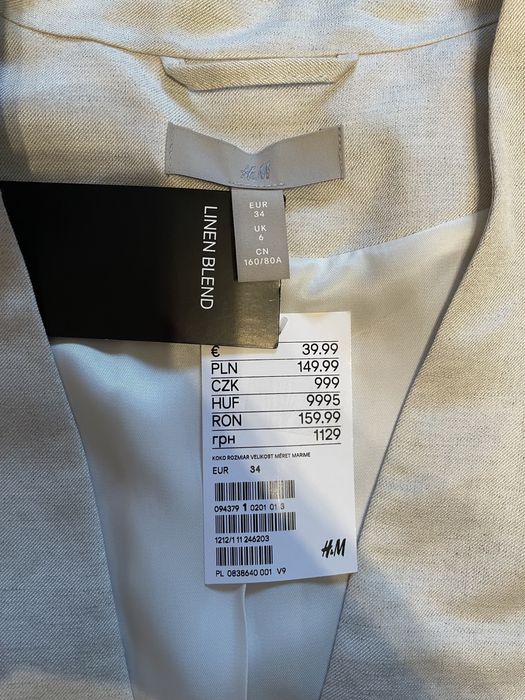 H&M
EUR
34
UK
6
CN
160/80A
LINEN BLEND
€ 39.99
PLN 149.99
CZK 999
HUF 9995
RON 159.99
грн 1129
KOKO ROZMIAR VELIKOST MÉRET MARIME
EUR 34
094379 1 0201 01 3
1212/1 11 246203
H&M
PL 0838640 001 V9